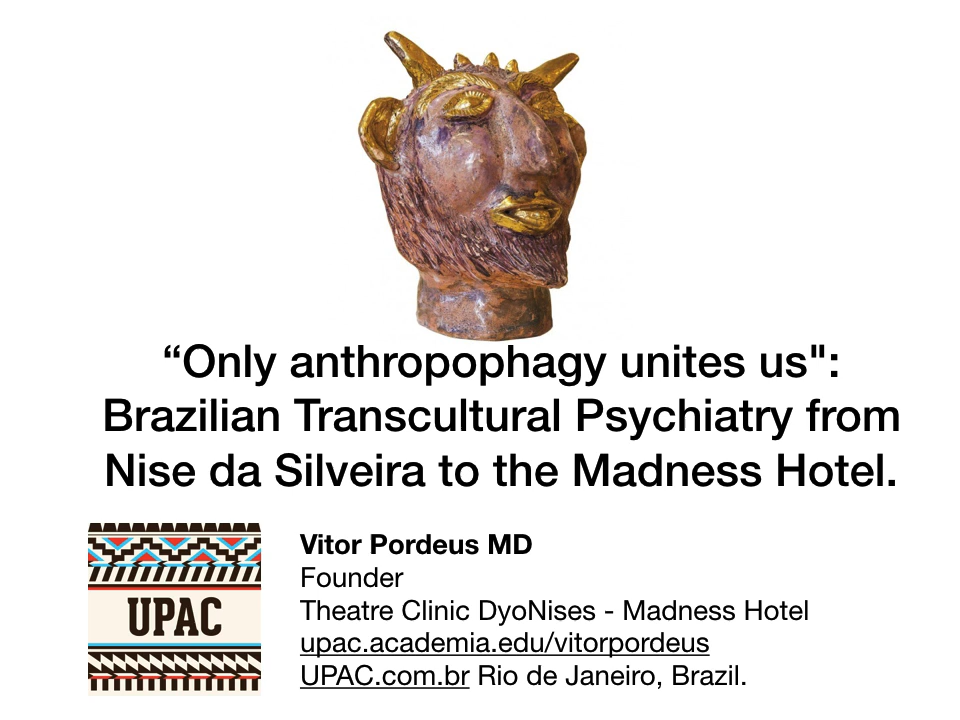 “Only anthropophagy unites us":
Brazilian Transcultural Psychiatry from
Nise da Silveira to the Madness Hotel.
UPAC
Vitor Pordeus MD
Founder
Theatre Clinic DyoNises - Madness Hotel
upac.academia.edu/vitorpordeus
UPAC.com.br Rio de Janeiro, Brazil.